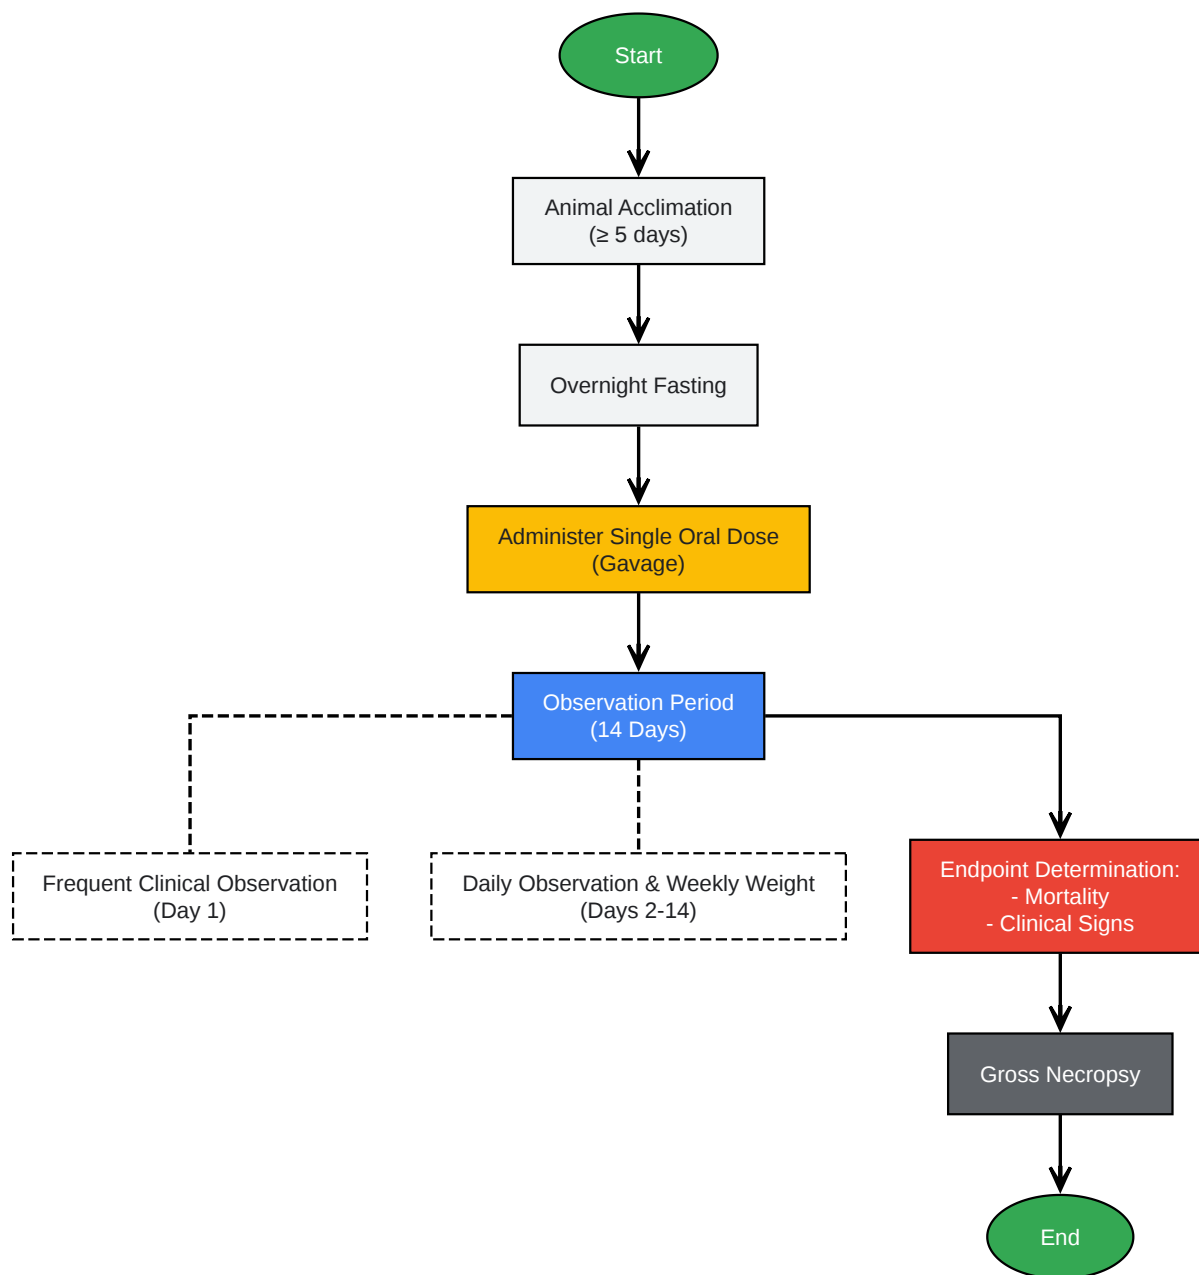 Start
Animal Acclimation
(≥ 5 days)
Overnight Fasting
Administer Single Oral Dose
(Gavage)
Observation Period
(14 Days)
Frequent Clinical Observation
(Day 1)
Daily Observation & Weekly Weight
(Days 2-14)
Endpoint Determination:
- Mortality
- Clinical Signs
Gross Necropsy
End